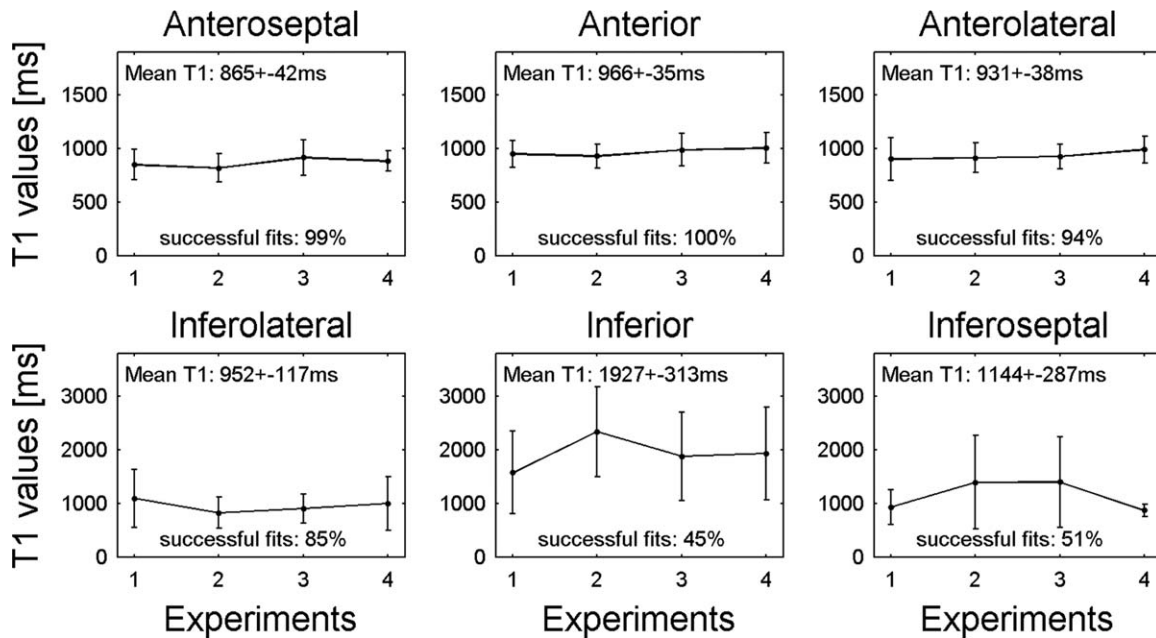 Anteroseptal
Anterior
Anterolateral
T1 values [ms]
Mean T1: 865+-42ms
1500
1000
500
0
successful fits: 99%
1 2 3 4
Mean T1: 966+-35ms
1500
1000
500
0
successful fits: 100%
1 2 3 4
Mean T1: 931+-38ms
1500
1000
500
0
successful fits: 94%
1 2 3 4
Inferolateral
Inferior
Inferoseptal
T1 values [ms]
Mean T1: 952+-117ms
3000
2000
1000
0
successful fits: 85%
1 2 3 4
Experiments
Mean T1: 1927+-313ms
3000
2000
1000
0
successful fits: 45%
1 2 3 4
Experiments
Mean T1: 1144+-287ms
3000
2000
1000
0
successful fits: 51%
1 2 3 4
Experiments